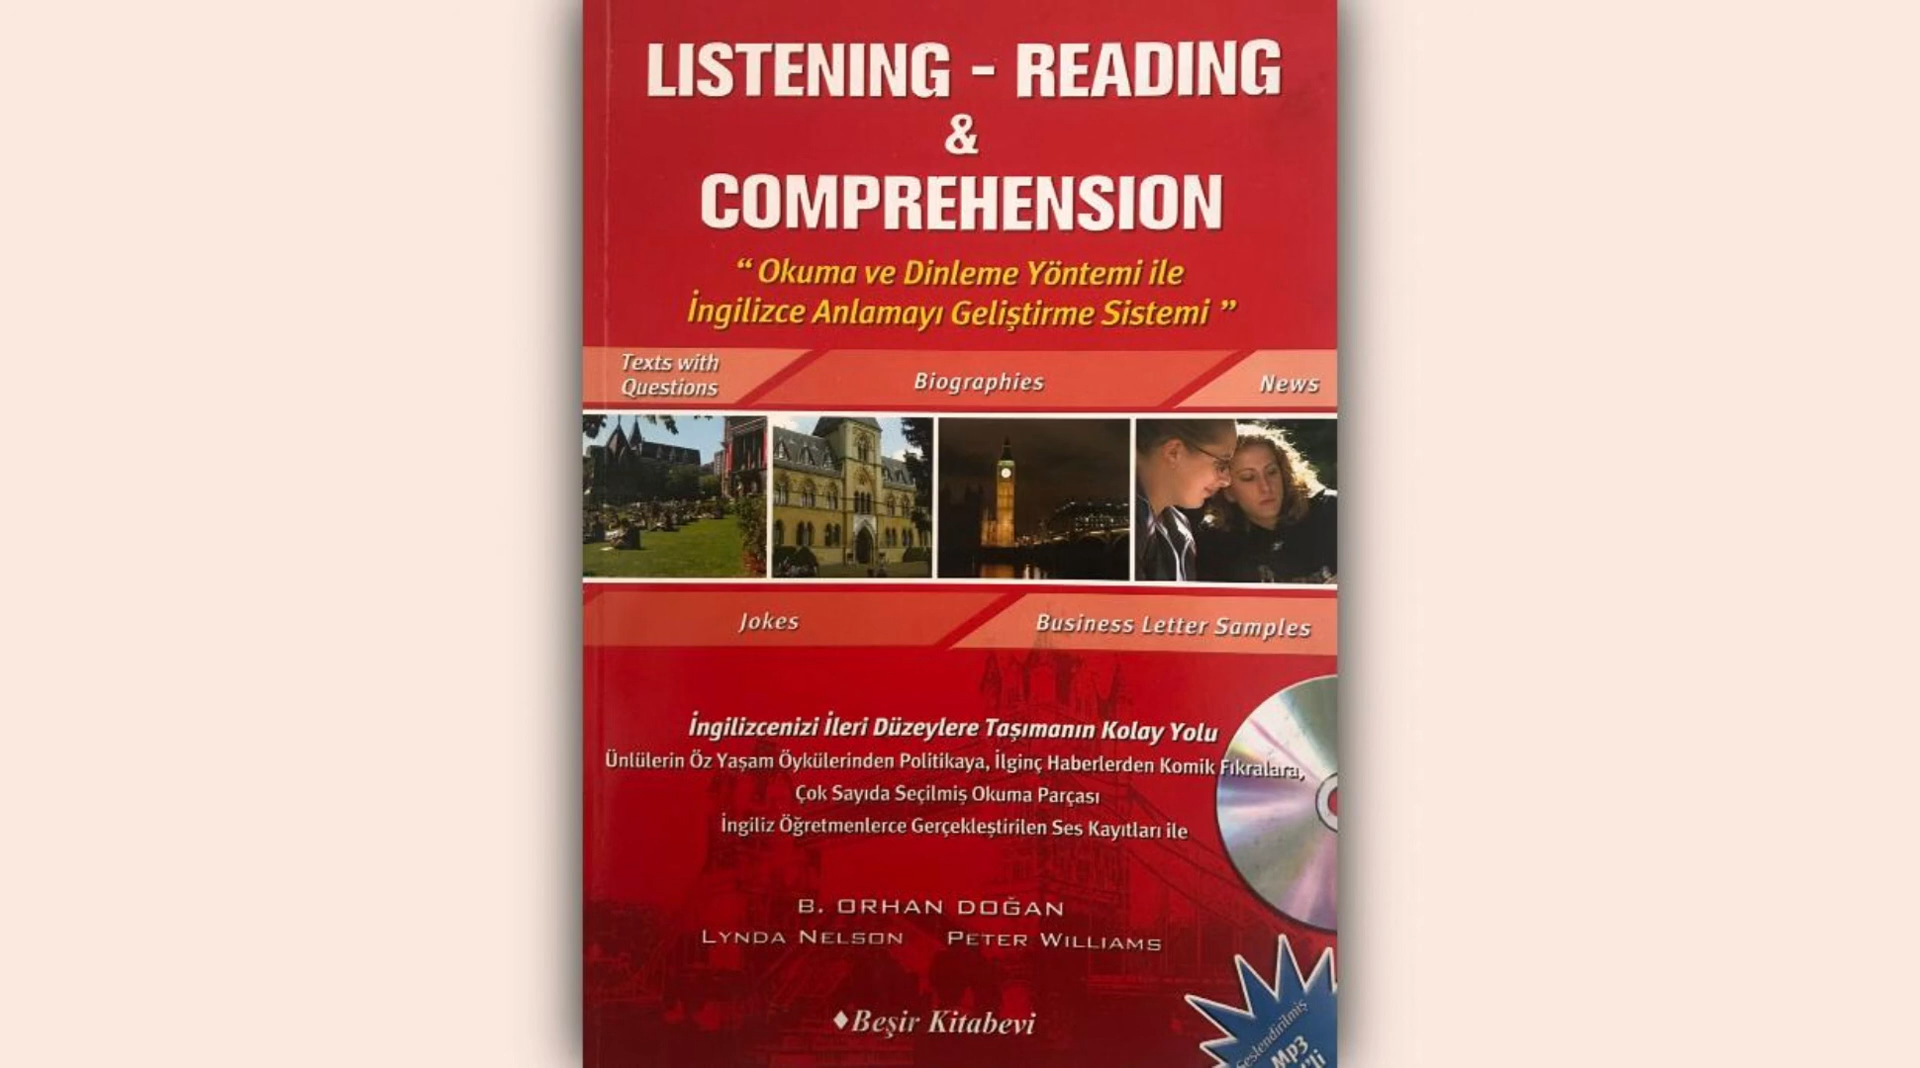 LISTENING - READING
&
COMPREHENSION
“ Okuma ve Dinleme Yöntemi ile
İngilizce Anlamayı Geliştirme Sistemi ”
Texts with
Questions
Biographies
News
Jokes
Business Letter Samples
İngilizcenizi İleri Düzeylere Taşımanın Kolay Yolu
Ünlülerin Öz Yaşam Öykülerinden Politikaya, İlginç Haberlerden Komik Fıkralara,
Çok Sayıda Seçilmiş Okuma Parçası
İngiliz Öğretmenlerce Gerçekleştirilen Ses Kayıtları ile
B. ORHAN DOĞAN
LYNDA NELSON PETER WILLIAMS
♦Beşir Kitabevi
Seslendirilmiş
Mp3